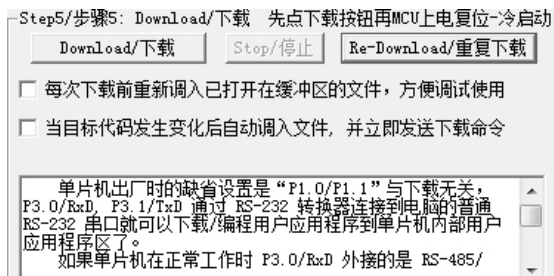 Step5/步骤5: Download/下载 先点下载按钮再MCU上电复位-冷启动
Download/下载 Stop/停止 Re-Download/重复下载
每次下载前重新调入已打开在缓冲区的文件，方便调试使用
当目标代码发生变化后自动调入文件, 并立即发送下载命令
单片机出厂时的缺省设置是“P1.0/P1.1”与下载无关，
P3.0/RxD, P3.1/TxD 通过 RS-232 转换器连接到电脑的普通
RS-232 串口就可以下载/编程用户应用程序到单片机内部用户
应用程序区了。
如果单片机在正常工作时 P3.0/RxD 外接的是 RS-485/